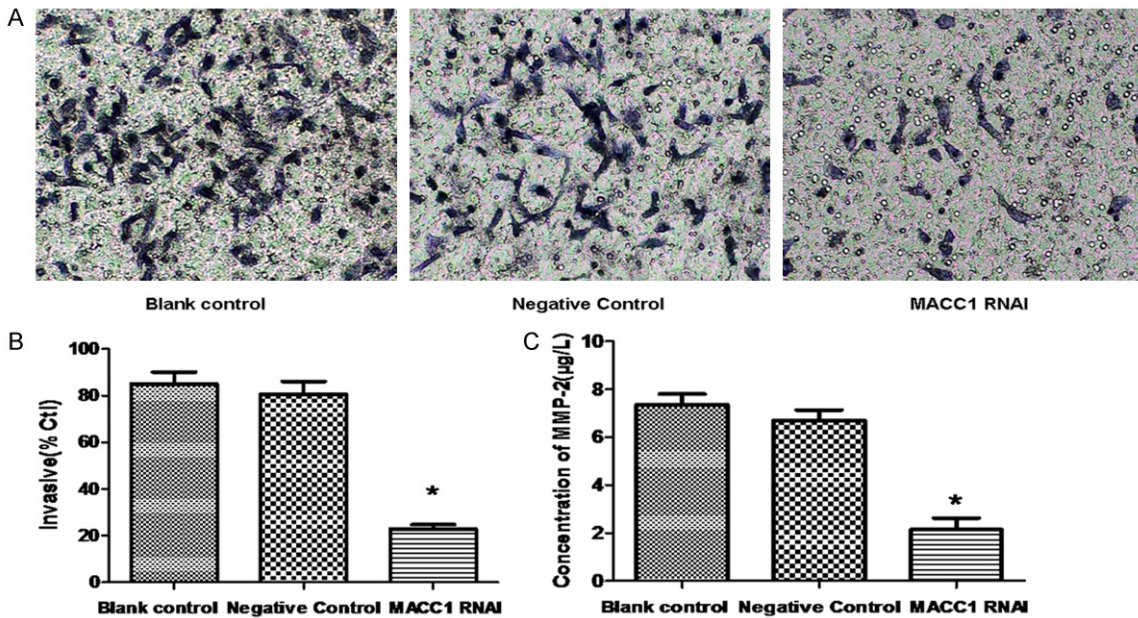 A
Blank control
Negative Control
MACC1 RNAI
B
Invasive(% Ctl)
100
80
60
40
20
0
*
Blank control
Negative Control
MACC1 RNAI
C
Concentration of MMP-2(µg/L)
10
8
6
4
2
0
*
Blank control
Negative Control
MACC1 RNAI